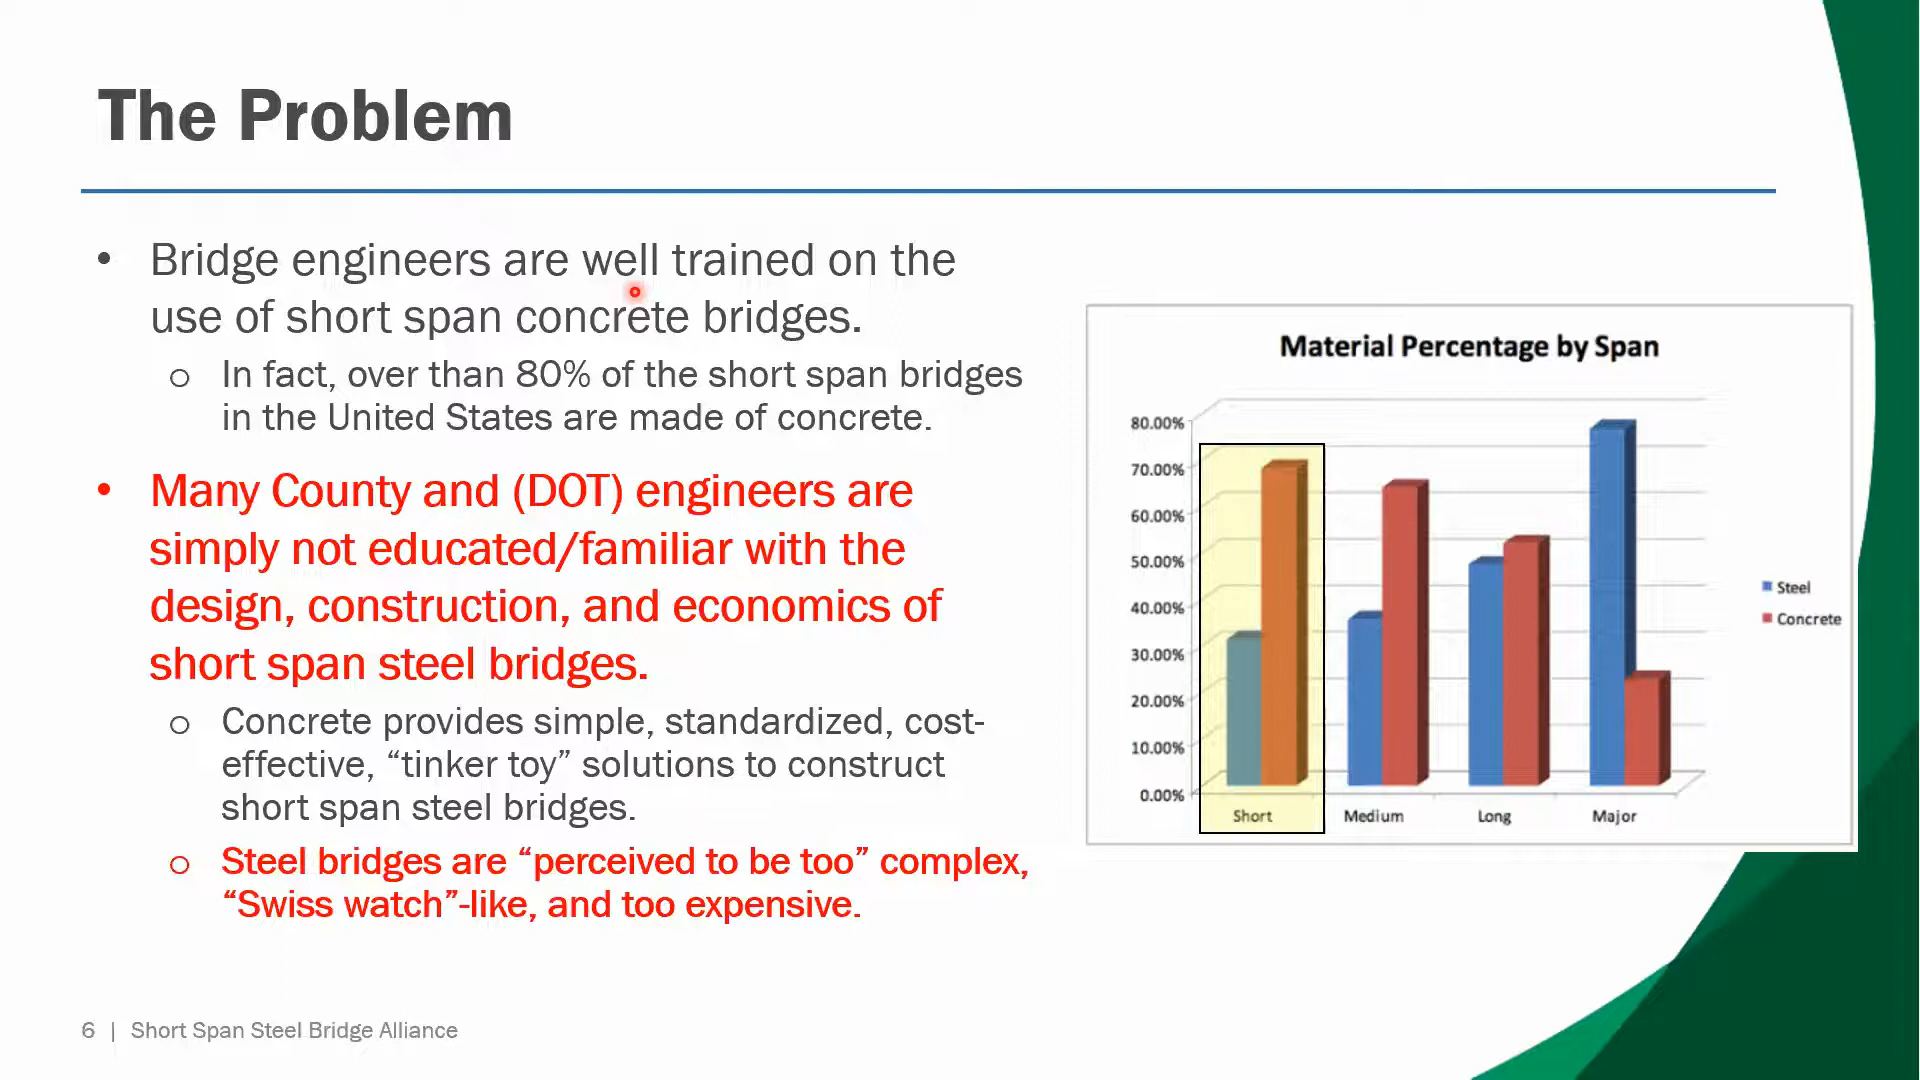 The Problem
• Bridge engineers are well trained on the
use of short span concrete bridges.
o In fact, over than 80% of the short span bridges
in the United States are made of concrete.
• Many County and (DOT) engineers are
simply not educated/familiar with the
design, construction, and economics of
short span steel bridges.
o Concrete provides simple, standardized, cost-
effective, “tinker toy” solutions to construct
short span steel bridges.
o Steel bridges are “perceived to be too” complex,
“Swiss watch”-like, and too expensive.
Material Percentage by Span
80.00%
70.00%
60.00%
50.00%
40.00%
30.00%
20.00%
10.00%
0.00%
Short Medium Long Major
Steel
Concrete
6 | Short Span Steel Bridge Alliance